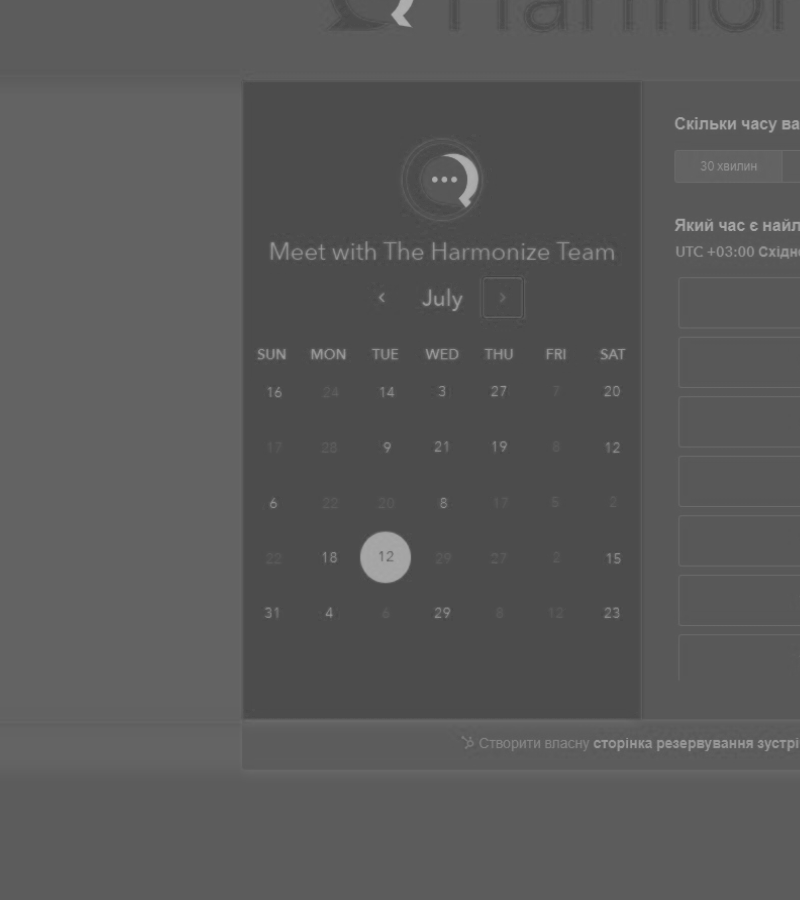 Harmoni
Meet with The Harmonize Team
‹ July ›
SUN MON TUE WED THU FRI SAT
16 24 14 3 27 7 20
17 28 9 21 19 8 12
6 22 20 8 17 5 2
22 18 12 29 27 2 15
31 4 6 29 8 12 23
Скільки часу ва
30 хвилин
Який час є найл
UTC +03:00 Східно
Створити власну сторінка резервування зустрі